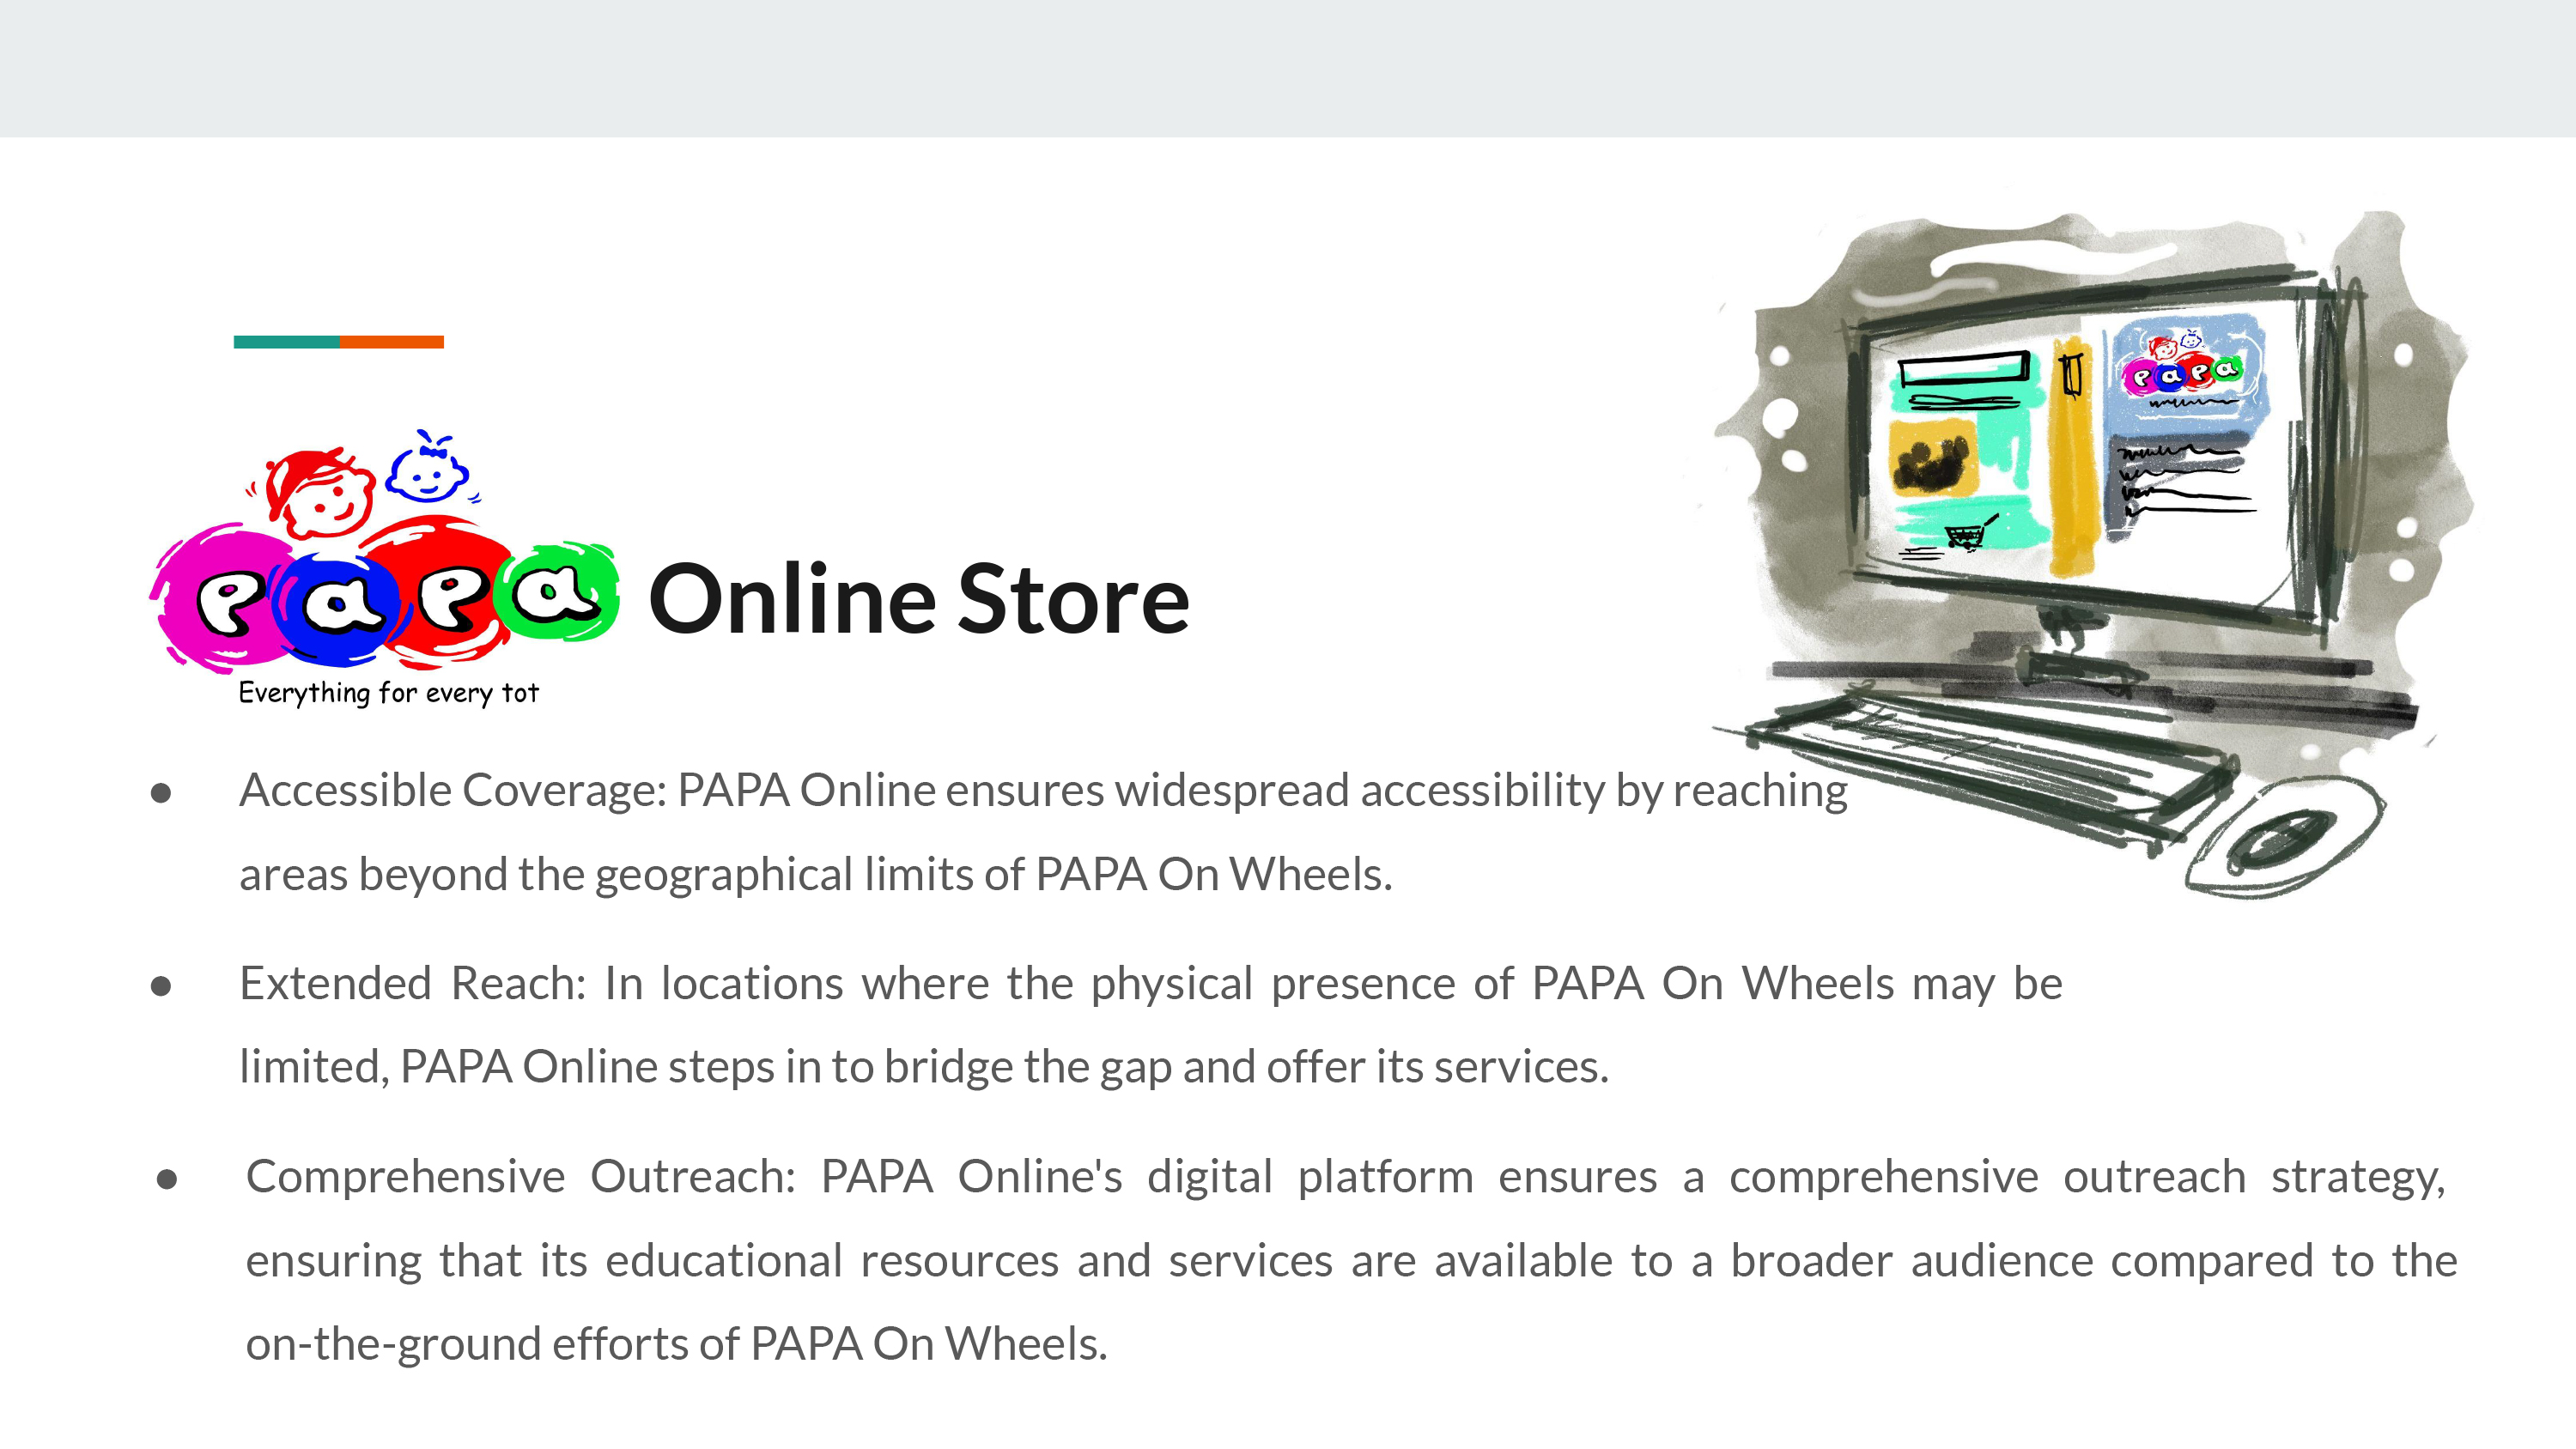 papa Online Store
Everything for every tot
papa
● Accessible Coverage: PAPA Online ensures widespread accessibility by reaching
areas beyond the geographical limits of PAPA On Wheels.
● Extended Reach: In locations where the physical presence of PAPA On Wheels may be
limited, PAPA Online steps in to bridge the gap and offer its services.
● Comprehensive Outreach: PAPA Online's digital platform ensures a comprehensive outreach strategy,
ensuring that its educational resources and services are available to a broader audience compared to the
on-the-ground efforts of PAPA On Wheels.